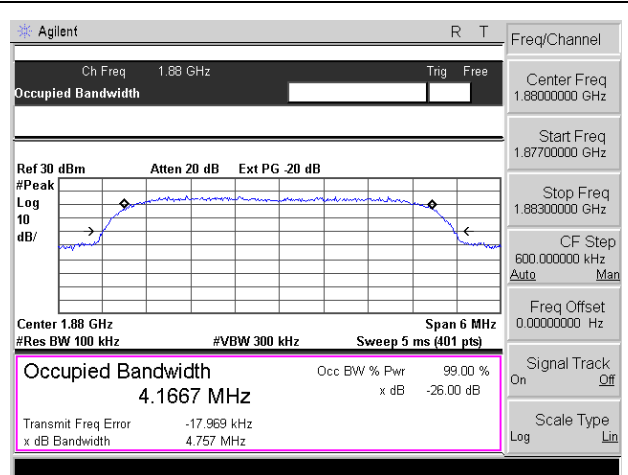 Agilent R T
Ch Freq 1.88 GHz Trig Free
Occupied Bandwidth
Ref 30 dBm Atten 20 dB Ext PG -20 dB
#Peak
Log
10
dB/
Center 1.88 GHz Span 6 MHz
#Res BW 100 kHz #VBW 300 kHz Sweep 5 ms (401 pts)
Occupied Bandwidth Occ BW % Pwr 99.00 %
4.1667 MHz x dB -26.00 dB
Transmit Freq Error -17.969 kHz
x dB Bandwidth 4.757 MHz
Freq/Channel
Center Freq
1.88000000 GHz
Start Freq
1.87700000 GHz
Stop Freq
1.88300000 GHz
CF Step
600.000000 kHz
Auto Man
Freq Offset
0.00000000 Hz
Signal Track
On Off
Scale Type
Log Lin